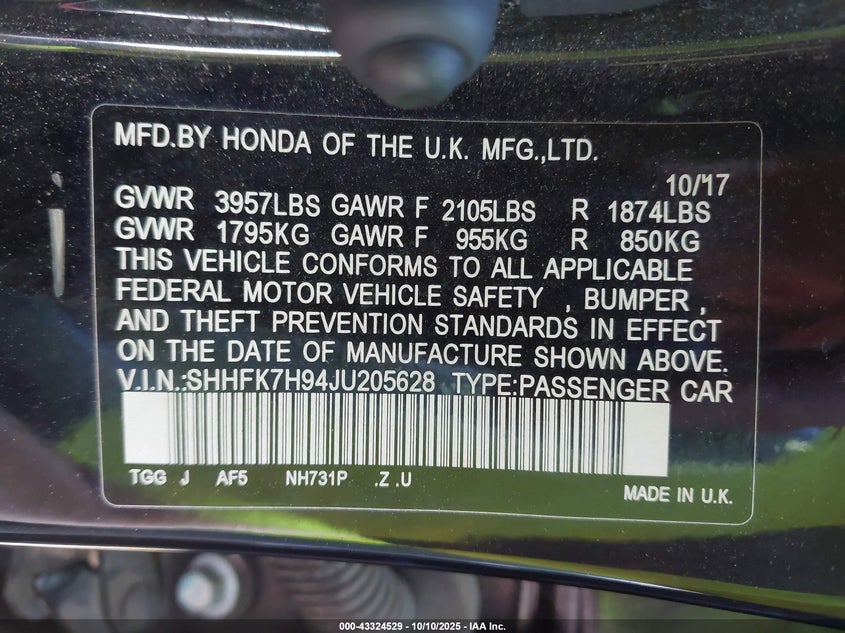 MFD.BY HONDA OF THE U.K. MFG.,LTD.
10/'17
GVWR 3957LBS GAWR F 2105LBS R 1874LBS
GVWR 1795KG GAWR F 955KG R 850KG
THIS VEHICLE CONFORMS TO ALL APPLICABLE
FEDERAL MOTOR VEHICLE SAFETY , BUMPER ,
AND THEFT PREVENTION STANDARDS IN EFFECT
ON THE DATE OF MANUFACTURE SHOWN ABOVE.
V.I.N.:SHHFK7H94JU205628 TYPE:PASSENGER CAR
TGG J AF5 NH731P .Z .U
MADE IN U.K.
000-43324529 - 10/10/2025 - IAA Inc.